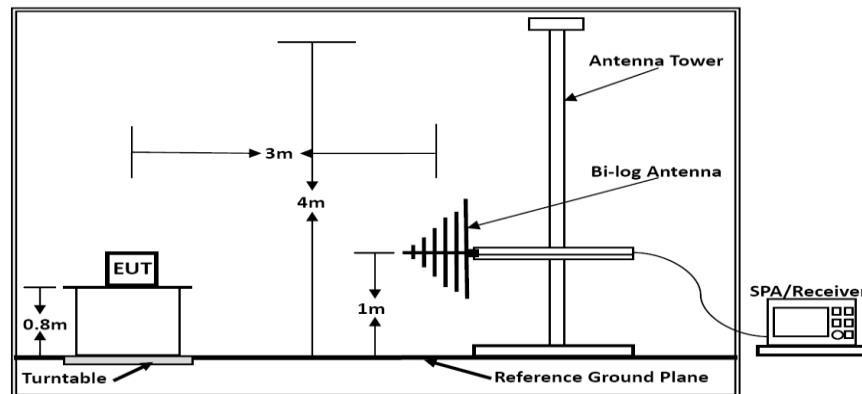 Antenna Tower
3m
Bi-log Antenna
4m
EUT
SPA/Receiver
0.8m
1m
Turntable
Reference Ground Plane